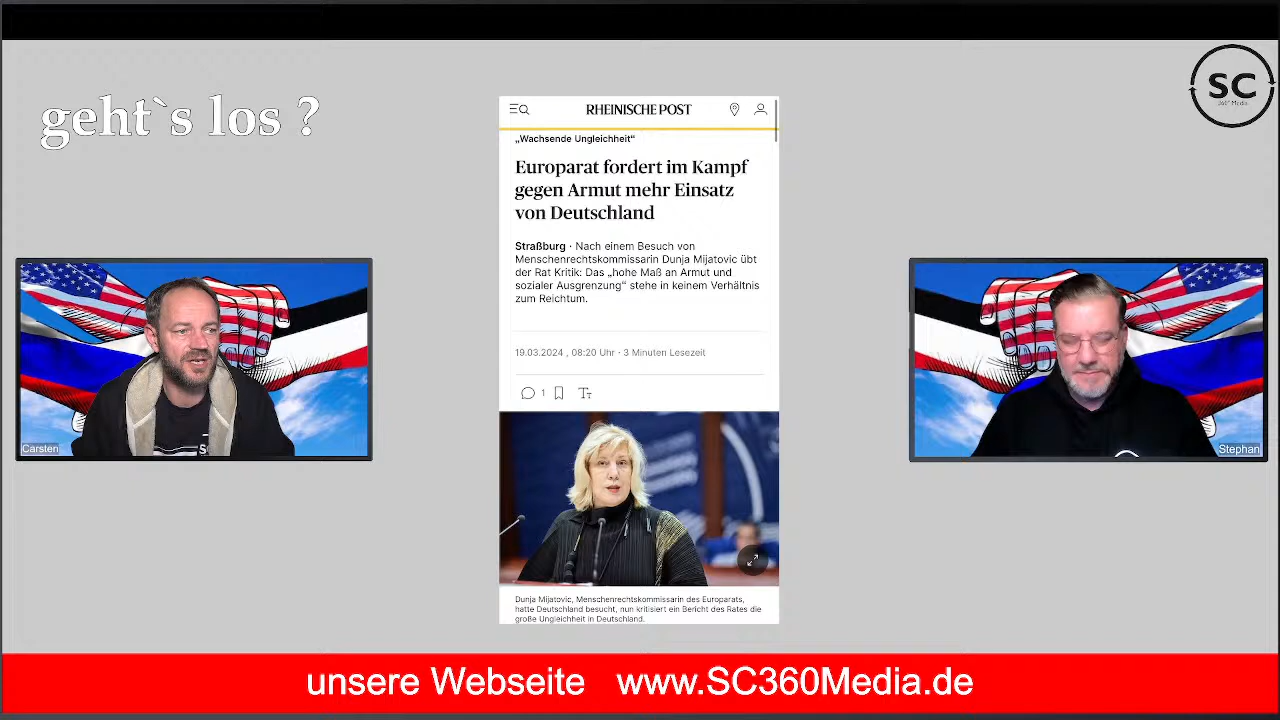 geht`s los ?
SC
360° Media
RHEINISCHE POST
„Wachsende Ungleichheit“
Europarat fordert im Kampf
gegen Armut mehr Einsatz
von Deutschland
Straßburg · Nach einem Besuch von
Menschenrechtskommissarin Dunja Mijatovic übt
der Rat Kritik: Das „hohe Maß an Armut und
sozialer Ausgrenzung“ stehe in keinem Verhältnis
zum Reichtum.
19.03.2024 , 08:20 Uhr · 3 Minuten Lesezeit
1
Carsten
Stephan
Dunja Mijatovic, Menschenrechtskommissarin des Europarats,
hatte Deutschland besucht, nun kritisiert ein Bericht des Rates die
große Ungleichheit in Deutschland.
unsere Webseite www.SC360Media.de